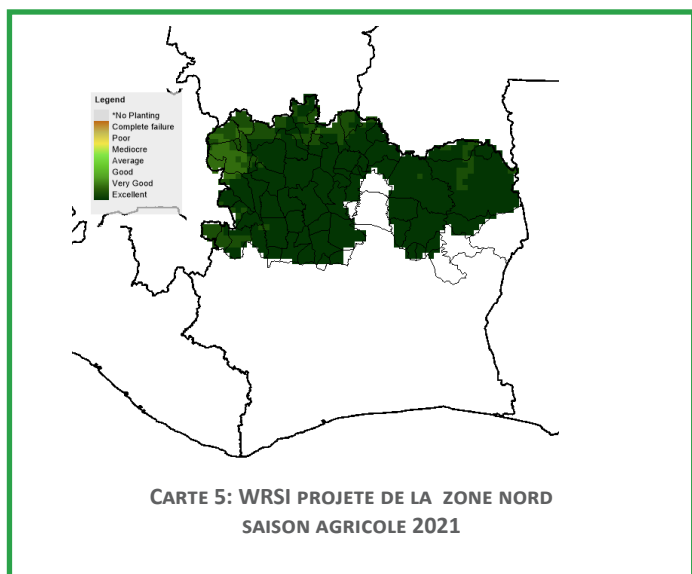 Legend
*No Planting
Complete failure
Poor
Mediocre
Average
Good
Very Good
Excellent
CARTE 5: WRSI PROJETE DE LA ZONE NORD
SAISON AGRICOLE 2021